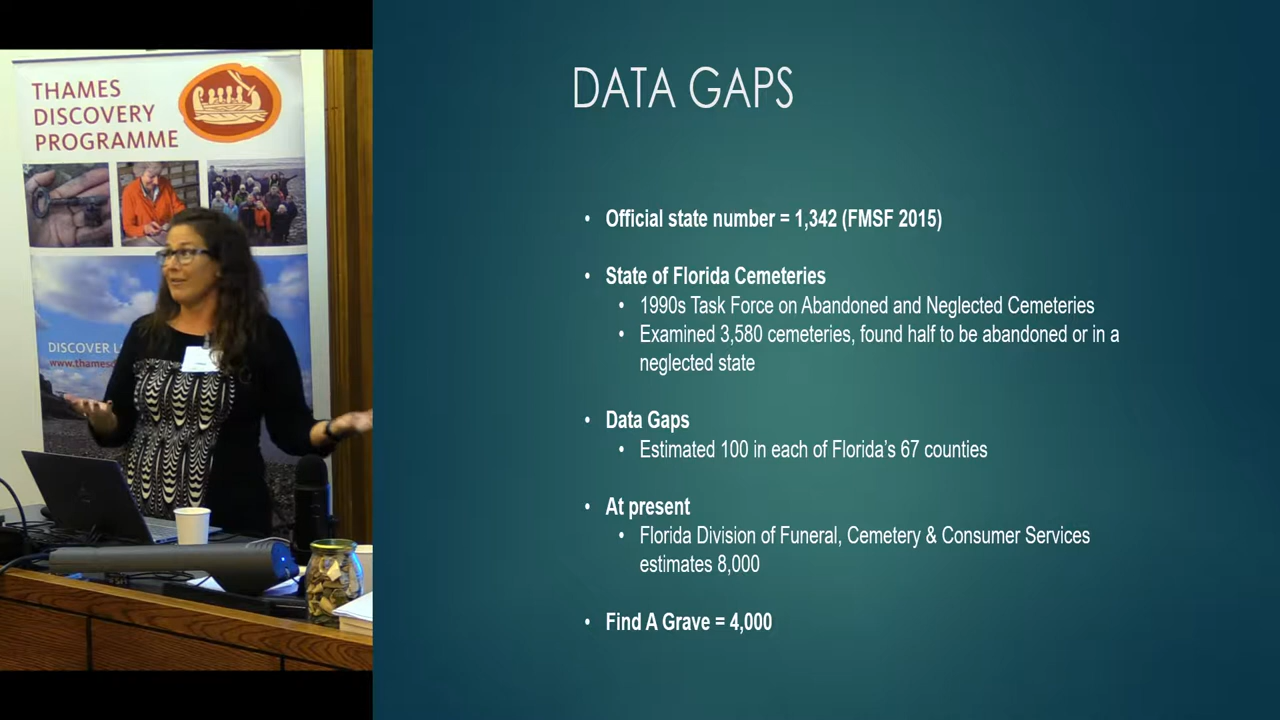 THAMES
DISCOVERY
PROGRAMME
DISCOVER
www.thames
DATA GAPS
• Official state number = 1,342 (FMSF 2015)
• State of Florida Cemeteries
• 1990s Task Force on Abandoned and Neglected Cemeteries
• Examined 3,580 cemeteries, found half to be abandoned or in a
neglected state
• Data Gaps
• Estimated 100 in each of Florida’s 67 counties
• At present
• Florida Division of Funeral, Cemetery & Consumer Services
estimates 8,000
• Find A Grave = 4,000